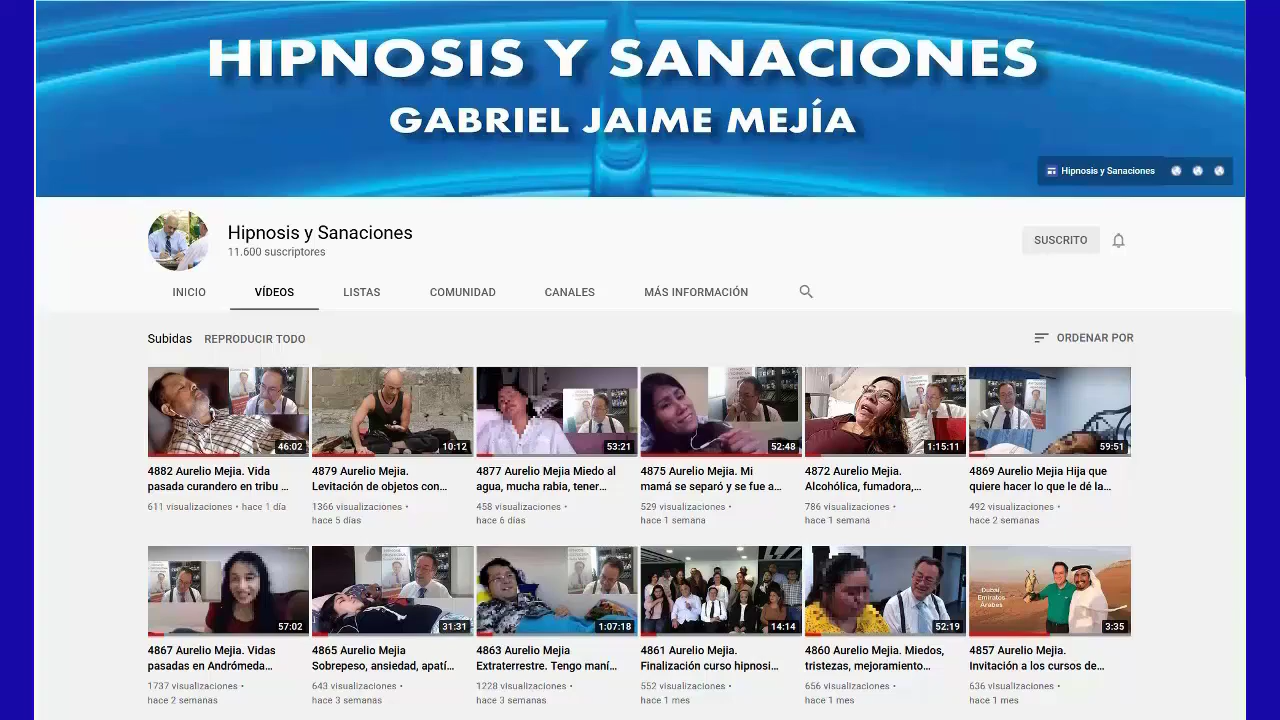 HIPNOSIS Y SANACIONES
GABRIEL JAIME MEJÍA
Hipnosis y Sanaciones
Hipnosis y Sanaciones
11.600 suscriptores
SUSCRITO
INICIO VÍDEOS LISTAS COMUNIDAD CANALES MÁS INFORMACIÓN
Subidas REPRODUCIR TODO
ORDENAR POR
46:02 10:12 53:21 52:48 1:15:11 59:51
4882 Aurelio Mejia. Vida
pasada curandero en tribu ...
611 visualizaciones • hace 1 día
4879 Aurelio Mejia.
Levitación de objetos con...
1366 visualizaciones •
hace 5 días
4877 Aurelio Mejia Miedo al
agua, mucha rabia, tener...
458 visualizaciones •
hace 6 días
4875 Aurelio Mejia. Mi
mamá se separó y se fue a...
529 visualizaciones •
hace 1 semana
4872 Aurelio Mejia.
Alcohólica, fumadora,...
786 visualizaciones •
hace 1 semana
4869 Aurelio Mejia Hija que
quiere hacer lo que le dé la...
492 visualizaciones •
hace 2 semanas
57:02 31:31 1:07:18 14:14 52:19 3:35
Dubai,
Emiratos
Árabes
4867 Aurelio Mejia. Vidas
pasadas en Andrómeda...
1737 visualizaciones •
hace 2 semanas
4865 Aurelio Mejia
Sobrepeso, ansiedad, apatí...
643 visualizaciones •
hace 3 semanas
4863 Aurelio Mejia
Extraterrestre. Tengo maní...
1228 visualizaciones •
hace 3 semanas
4861 Aurelio Mejia.
Finalización curso hipnosi...
552 visualizaciones •
hace 1 mes
4860 Aurelio Mejia. Miedos,
tristezas, mejoramiento...
656 visualizaciones •
hace 1 mes
4857 Aurelio Mejia.
Invitación a los cursos de...
636 visualizaciones •
hace 1 mes